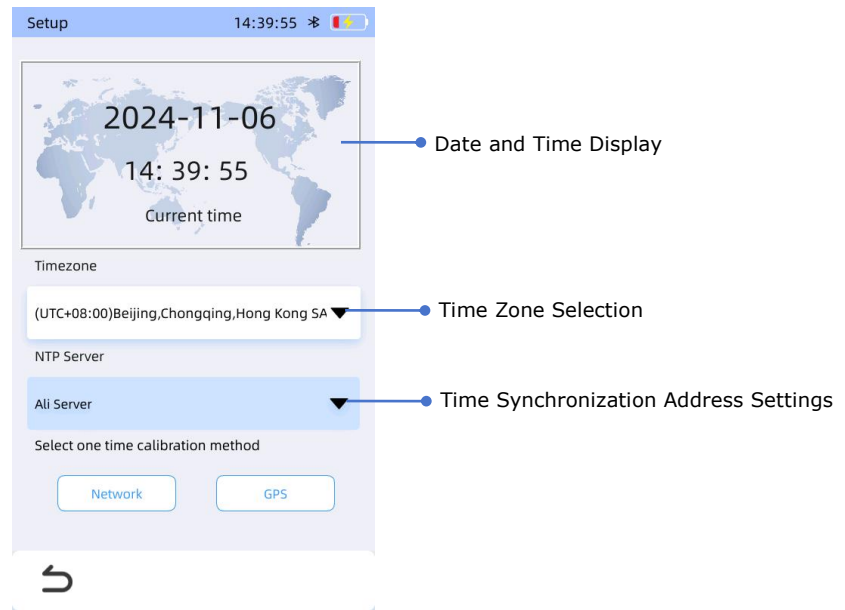 Setup 14:39:55
2024-11-06
14: 39: 55
Current time
Date and Time Display
Timezone
(UTC+08:00)Beijing,Chongqing,Hong Kong SA
Time Zone Selection
NTP Server
Ali Server
Time Synchronization Address Settings
Select one time calibration method
Network GPS